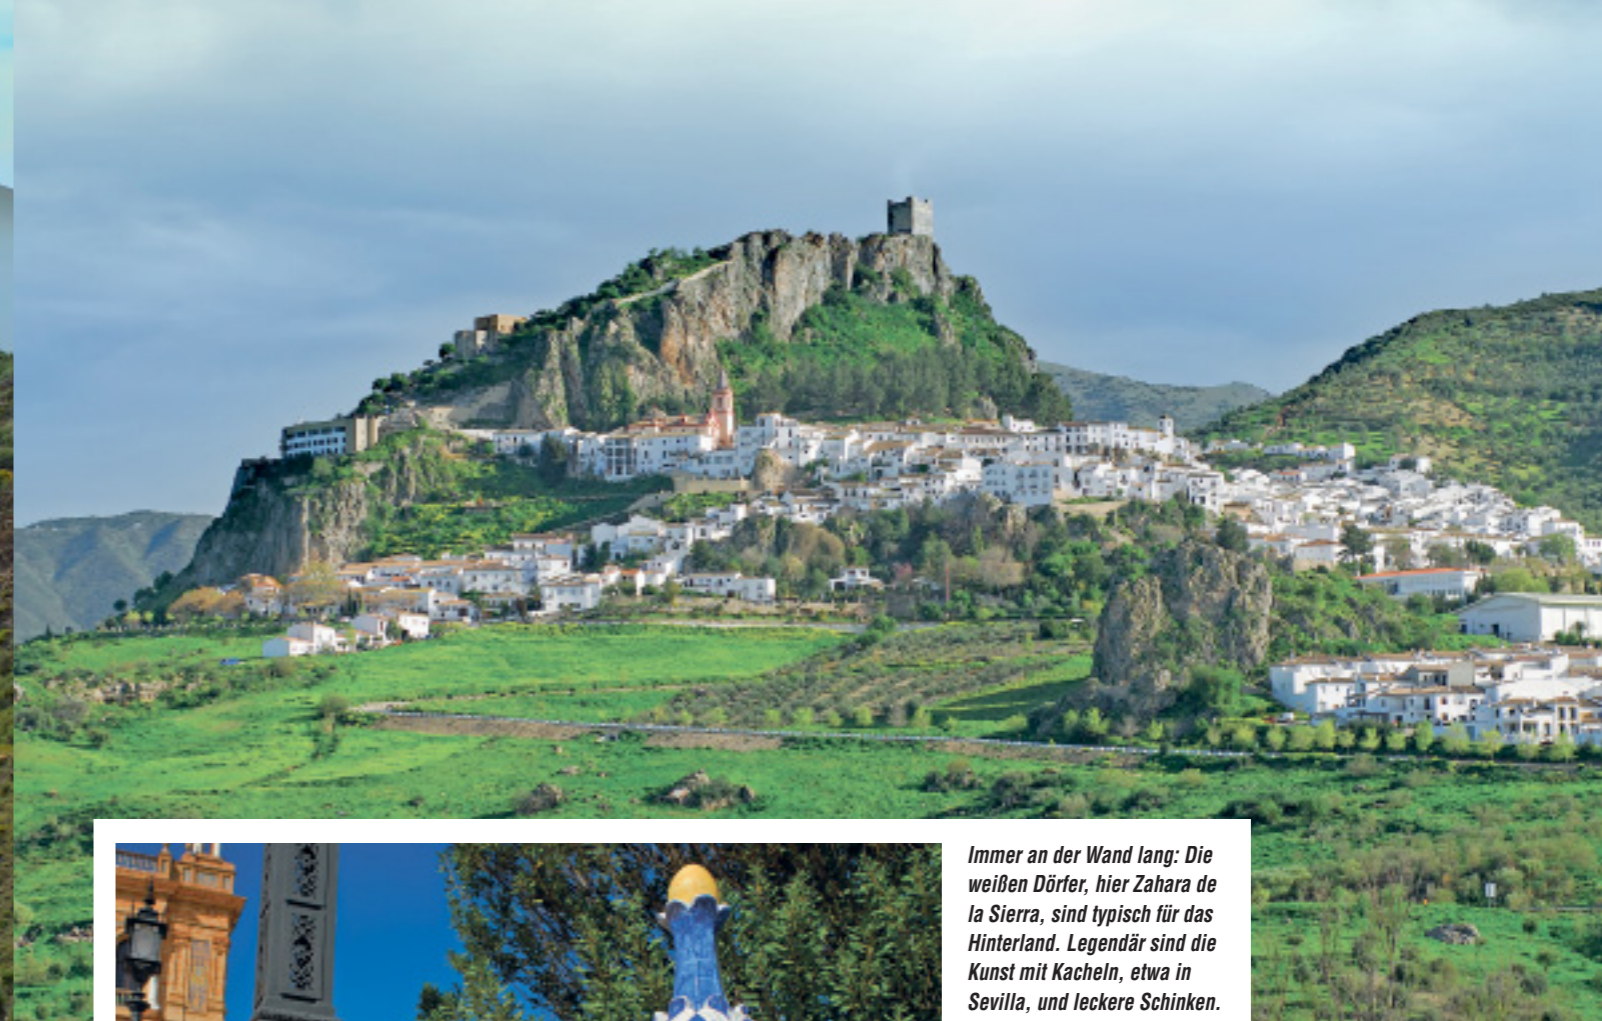 Immer an der Wand lang: Die
weißen Dörfer, hier Zahara de
la Sierra, sind typisch für das
Hinterland. Legendär sind die
Kunst mit Kacheln, etwa in
Sevilla, und leckere Schinken.